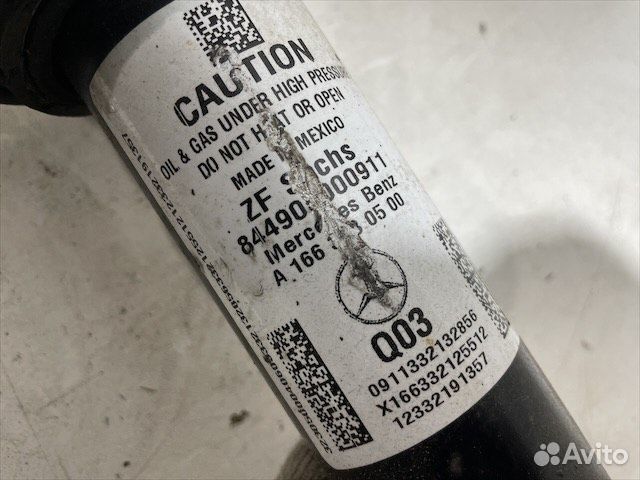 CAUTION
OIL & GAS UNDER HIGH PRESSURE
DO NOT HEAT OR OPEN
MADE IN MEXICO
ZF Sachs
Mercedes Benz
A 166 05 00
Q03
0911332132856
X166332125512
12332191357
Avito